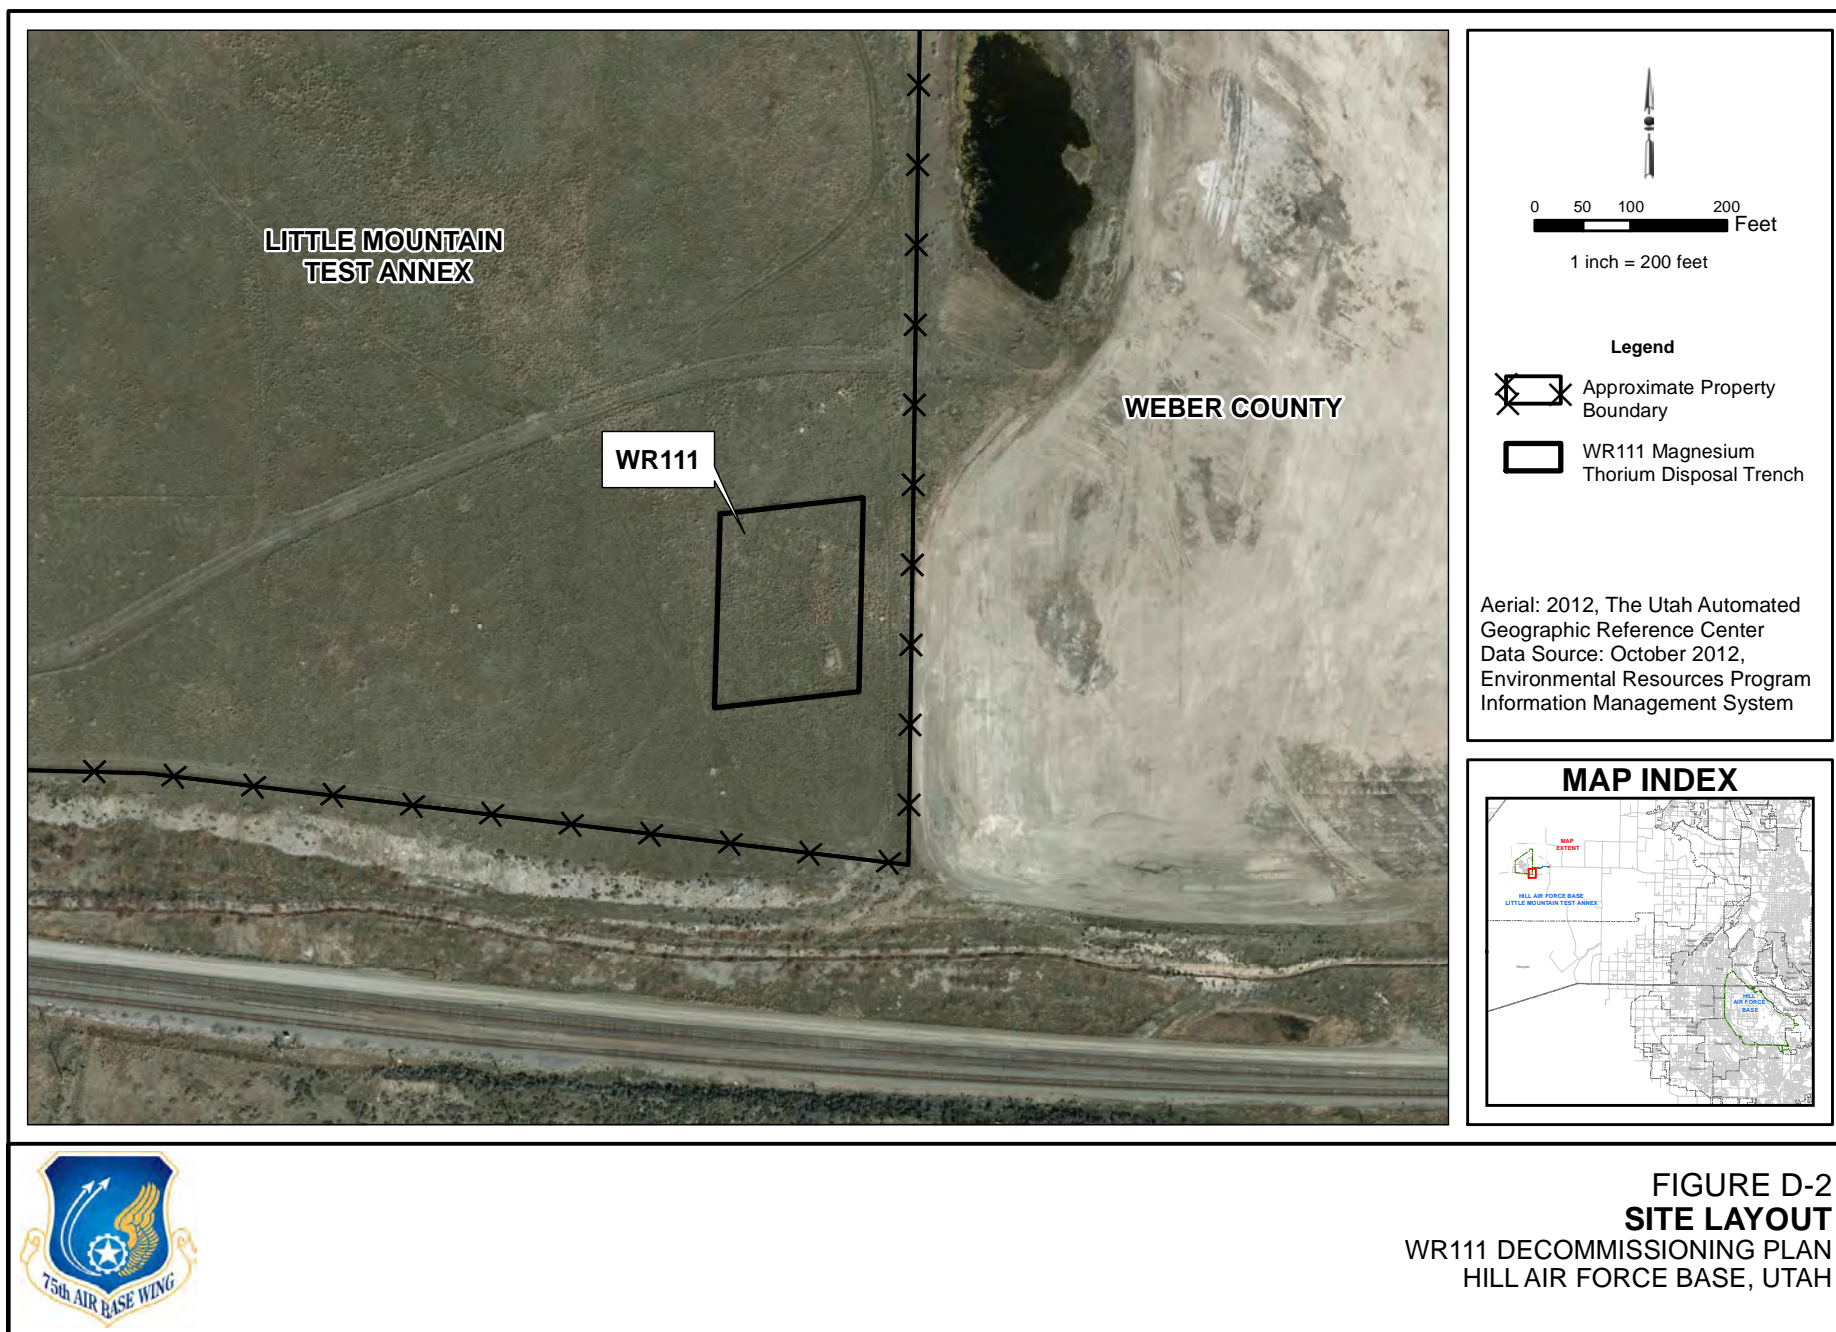 LITTLE MOUNTAIN
TEST ANNEX
WEBER COUNTY
WR111
0 50 100 200
Feet
1 inch = 200 feet
Legend
Approximate Property
Boundary
WR111 Magnesium
Thorium Disposal Trench
Aerial: 2012, The Utah Automated
Geographic Reference Center
Data Source: October 2012,
Environmental Resources Program
Information Management System
MAP INDEX
MAP
EXTENT
HILL AIR FORCE BASE
LITTLE MOUNTAIN TEST ANNEX
HILL
AIR FORCE
BASE
75th AIR BASE WING
FIGURE D-2
SITE LAYOUT
WR111 DECOMMISSIONING PLAN
HILL AIR FORCE BASE, UTAH